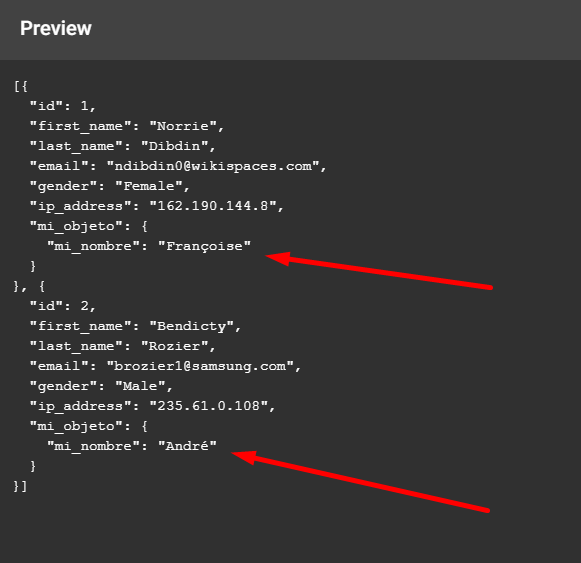 Preview
[{
  "id": 1,
  "first_name": "Norrie",
  "last_name": "Dibdin",
  "email": "ndibdin0@wikispaces.com",
  "gender": "Female",
  "ip_address": "162.190.144.8",
  "mi_objeto": {
    "mi_nombre": "Françoise"
  }
}, {
  "id": 2,
  "first_name": "Bendicty",
  "last_name": "Rozier",
  "email": "brozier1@samsung.com",
  "gender": "Male",
  "ip_address": "235.61.0.108",
  "mi_objeto": {
    "mi_nombre": "André"
  }
}]